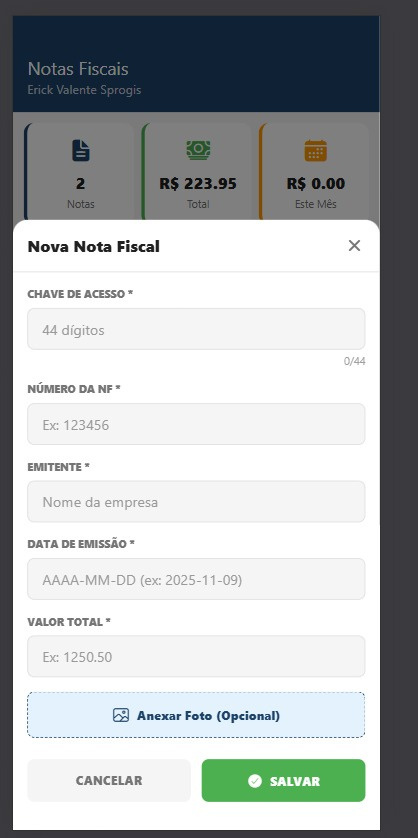 Notas Fiscais
Erick Valente Sprogis
2
R$ 223.95
R$ 0.00
Notas
Total
Este Mês
Nova Nota Fiscal
CHAVE DE ACESSO *
44 dígitos
0/44
NÚMERO DA NF *
Ex: 123456
EMITENTE *
Nome da empresa
DATA DE EMISSÃO *
AAAA-MM-DD (ex: 2025-11-09)
VALOR TOTAL *
Ex: 1250.50
Anexar Foto (Opcional)
CANCELAR
SALVAR